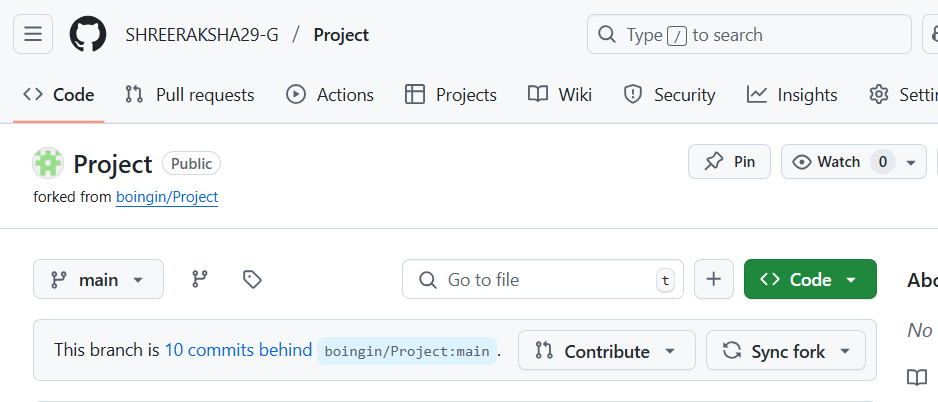 SHREERAKSHA29-G / Project
Type / to search
Code Pull requests Actions Projects Wiki Security Insights
Project Public
Pin Watch 0
forked from boingin/Project
main
Go to file t
+ Code
No
This branch is 10 commits behind boingin/Project:main.
Contribute Sync fork